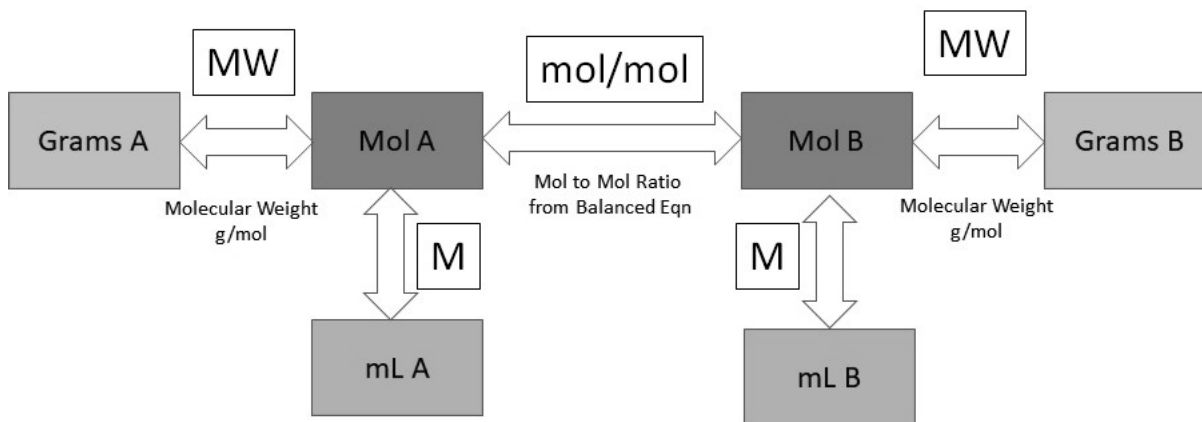 MW
mol/mol
MW
Grams A
Mol A
Mol B
Grams B
Molecular Weight
g/mol
Mol to Mol Ratio
from Balanced Eqn
Molecular Weight
g/mol
M
M
mL A
mL B